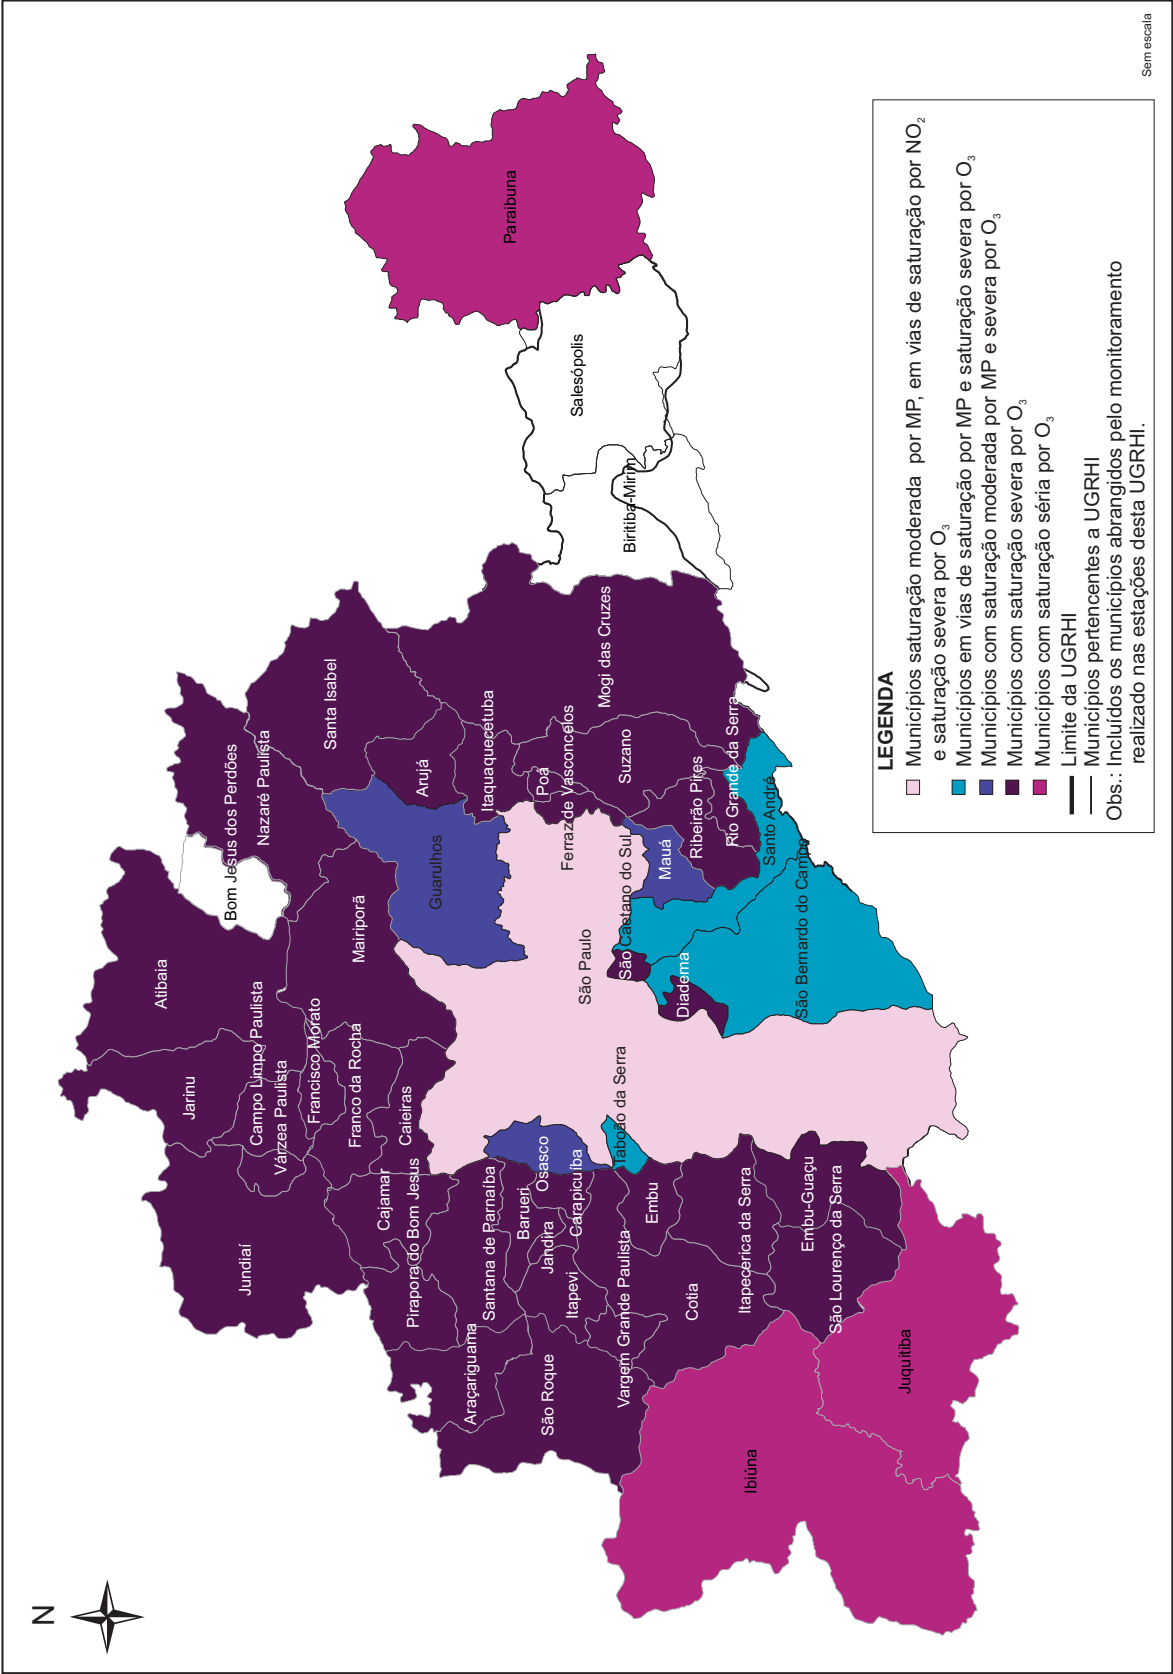 N
Paraibuna
Salesópolis
Biritiba-Mirim
Santa Isabel
Nazaré Paulista
Bom Jesus dos Perdões
Arujá
Itaquaquecetuba
Poá
Ferraz de Vasconcelos
Mogi das Cruzes
Suzano
Ribeirão Pires
Rio Grande da Serra
Santo André
Guarulhos
Mauá
São Caetano do Sul
São Bernardo do Campo
Diadema
São Paulo
Mairiporã
Atibaia
Jarinu
Campo Limpo Paulista
Várzea Paulista
Francisco Morato
Franco da Rocha
Caieiras
Jundiaí
Cajamar
Pirapora do Bom Jesus
Santana de Parnaíba
Osasco
Barueri
Carapicuíba
Jandira
Itapevi
Taboão da Serra
Embu
Vargem Grande Paulista
Cotia
Itapecerica da Serra
Embu-Guaçu
São Lourenço da Serra
Araçariguama
São Roque
Ibiúna
Juquitiba
LEGENDA
Municípios saturação moderada por MP, em vias de saturação por NO₂
e saturação severa por O₃
Municípios em vias de saturação por MP e saturação severa por O₃
Municípios com saturação moderada por MP e severa por O₃
Municípios com saturação severa por O₃
Municípios com saturação séria por O₃
Limite da UGRHI
Municipios pertencentes a UGRHI
Obs.: Incluídos os municípios abrangidos pelo monitoramento
realizado nas estações desta UGRHI.
Sem escala